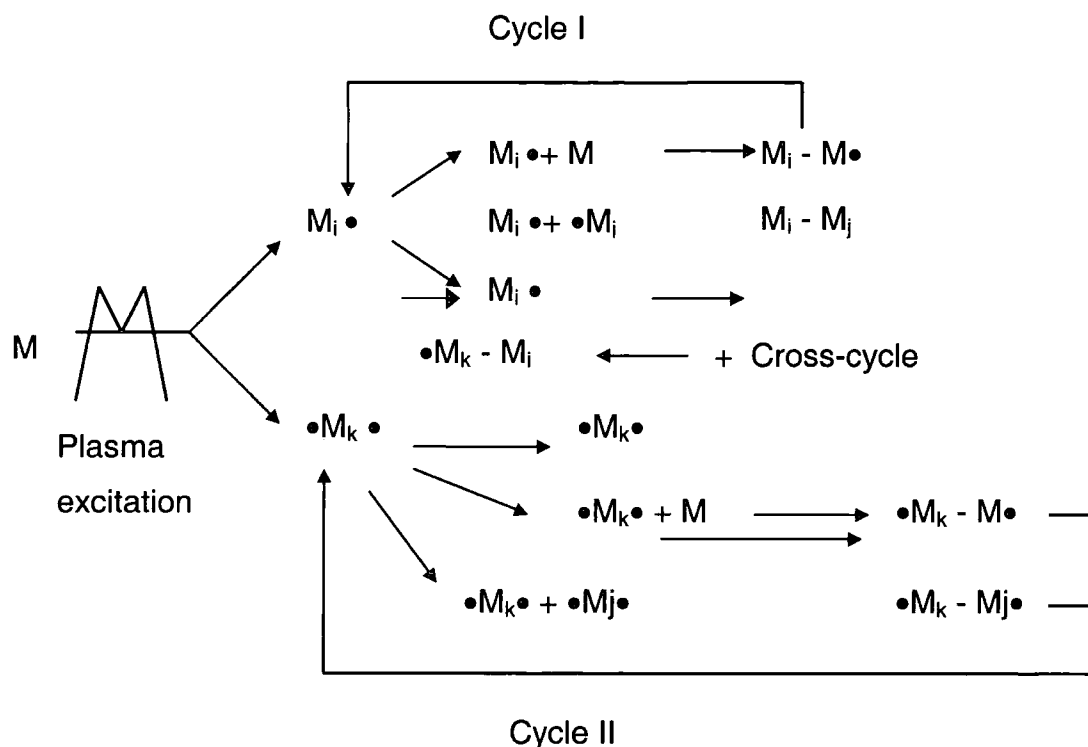 Cycle I
Mᵢ ●+ M
Mᵢ - M●
Mᵢ ●
Mᵢ ●+ ●Mⱼ
Mᵢ - Mⱼ
Mᵢ ●
M
●Mₖ - Mᵢ
+ Cross-cycle
●Mₖ ●
●Mₖ●
Plasma
excitation
●Mₖ● + M
●Mₖ - M●
●Mₖ● + ●Mj●
●Mₖ - Mj●
Cycle II